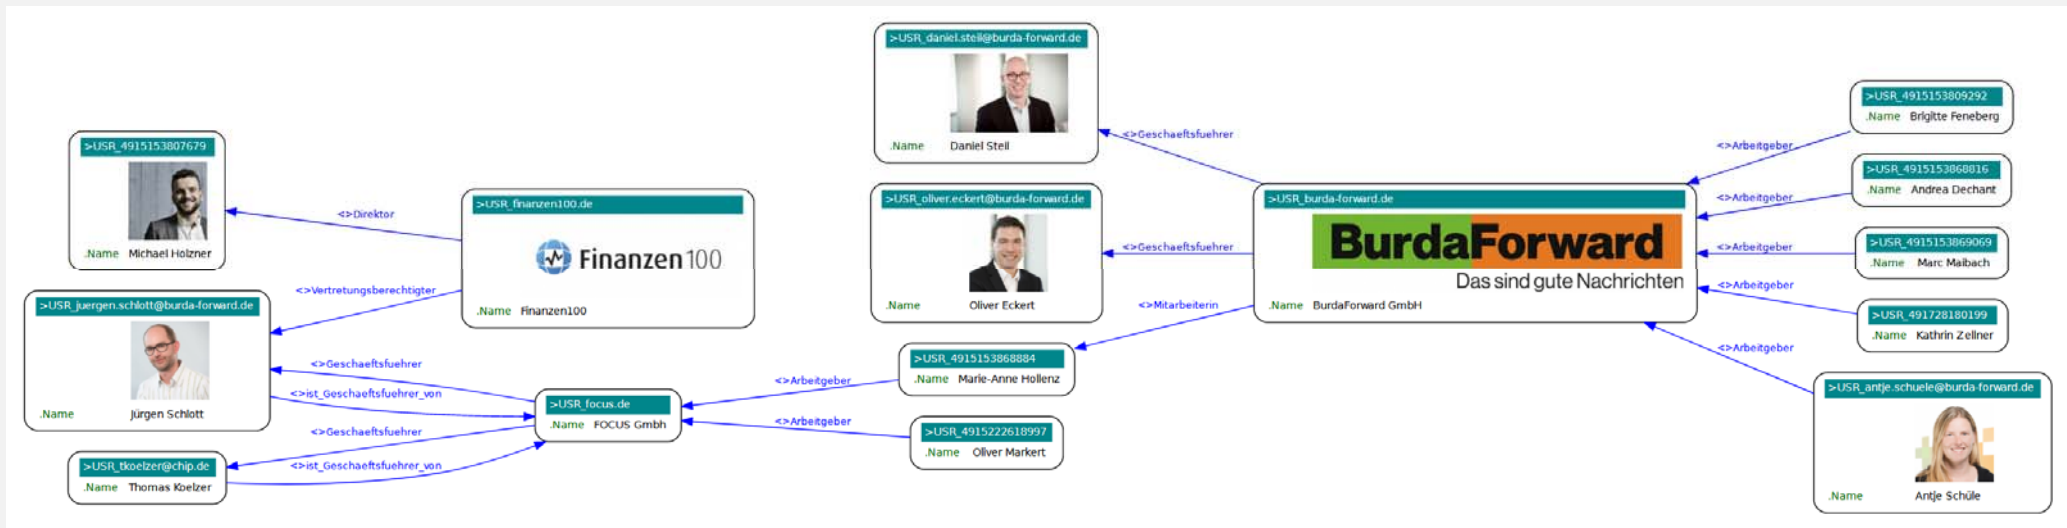 >USR_4915153807679
.Name Michael Holzner
>USR_juergen.schlott@burda-forward.de
.Name Jürgen Schlott
>USR_tkoelzer@chip.de
.Name Thomas Koelzer
<>Direktor
<>Vertretungsberechtigter
<>Geschaeftsfuehrer
<>ist_Geschaeftsfuehrer_von
<>Geschaeftsfuehrer
<>ist_Geschaeftsfuehrer_von
>USR_finanzen100.de
Finanzen100
.Name Finanzen100
>USR_focus.de
.Name FOCUS Gmbh
<>Arbeitgeber
<>Arbeitgeber
>USR_daniel.steil@burda-forward.de
.Name Daniel Steil
>USR_oliver.eckert@burda-forward.de
.Name Oliver Eckert
>USR_4915153868884
.Name Marie-Anne Hollenz
>USR_4915222618997
.Name Oliver Markert
<>Geschaeftsfuehrer
<>Geschaeftsfuehrer
<>Mitarbeiterin
>USR_burda-forward.de
BurdaForward
Das sind gute Nachrichten
.Name BurdaForward GmbH
<>Arbeitgeber
<>Arbeitgeber
<>Arbeitgeber
<>Arbeitgeber
<>Arbeitgeber
>USR_4915153809292
.Name Brigitte Feneberg
>USR_4915153868816
.Name Andrea Dechant
>USR_4915153869069
.Name Marc Maibach
>USR_491728180199
.Name Kathrin Zellner
>USR_antje.schuele@burda-forward.de
.Name Antje Schüle